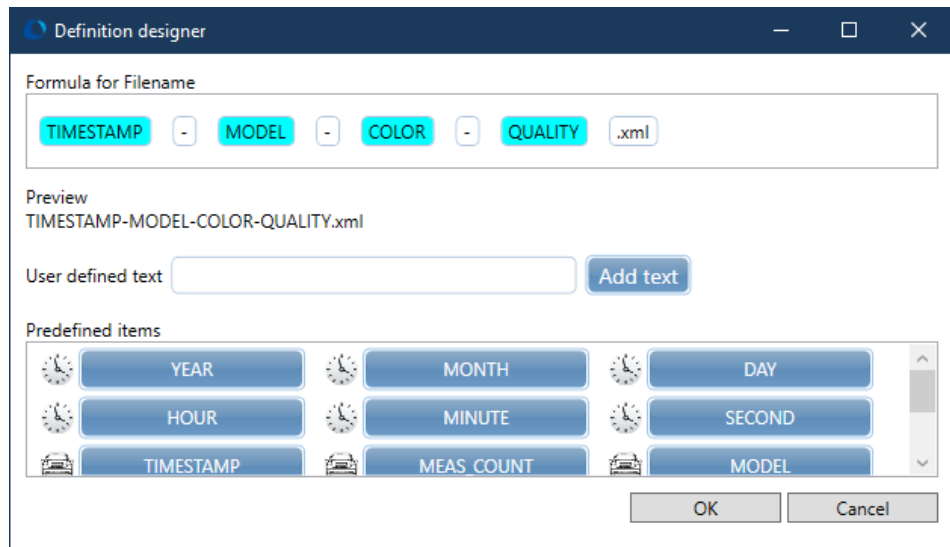 Definition designer
Formula for Filename
TIMESTAMP - MODEL - COLOR - QUALITY .xml
Preview
TIMESTAMP-MODEL-COLOR-QUALITY.xml
User defined text Add text
Predefined items
YEAR MONTH DAY
HOUR MINUTE SECOND
TIMESTAMP MEAS_COUNT MODEL
OK Cancel